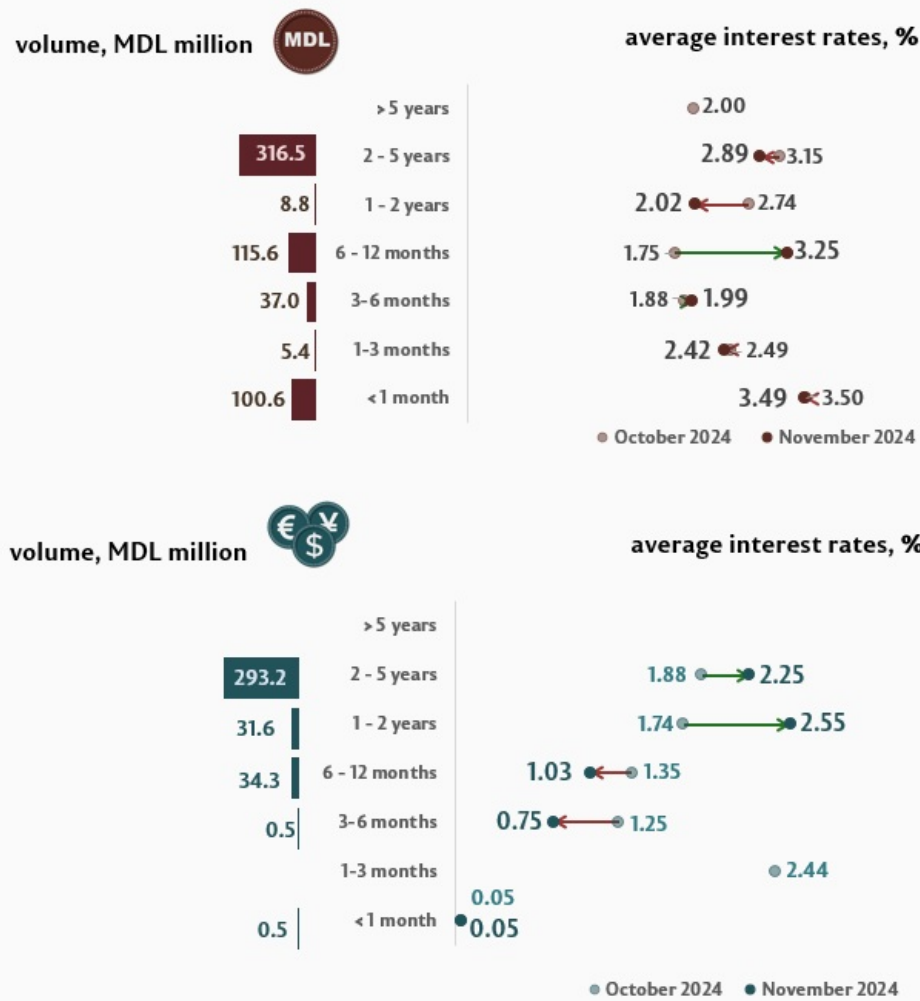 volume, MDL million MDL average interest rates, %
> 5 years 2.00
316.5 2 - 5 years 2.89 3.15
8.8 1 - 2 years 2.02 2.74
115.6 6 - 12 months 1.75 3.25
37.0 3-6 months 1.88 1.99
5.4 1-3 months 2.42 2.49
100.6 < 1 month 3.49 3.50
October 2024 November 2024
€ ¥ $
volume, MDL million average interest rates, %
> 5 years
293.2 2 - 5 years 1.88 2.25
31.6 1 - 2 years 1.74 2.55
34.3 6 - 12 months 1.03 1.35
0.5 3-6 months 0.75 1.25
1-3 months 2.44
0.05
0.5 < 1 month 0.05
October 2024 November 2024